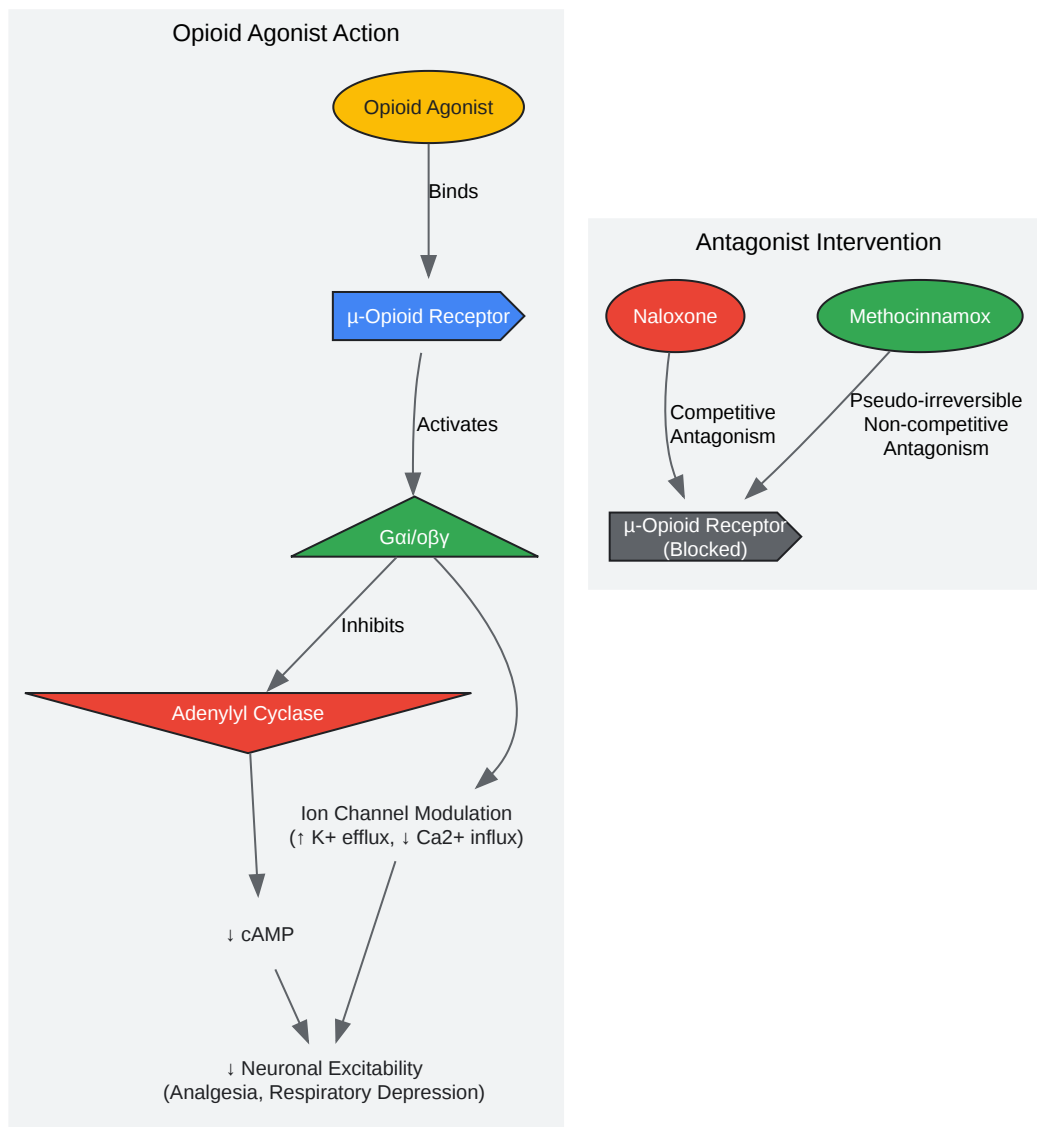 Opioid Agonist Action
Opioid Agonist
Binds
µ-Opioid Receptor
Activates
Gαi/oβγ
Inhibits
Adenylyl Cyclase
Ion Channel Modulation
(↑ K+ efflux, ↓ Ca2+ influx)
↓ cAMP
↓ Neuronal Excitability
(Analgesia, Respiratory Depression)
Antagonist Intervention
Naloxone
Methocinnamox
Competitive
Antagonism
Pseudo-irreversible
Non-competitive
Antagonism
µ-Opioid Receptor
(Blocked)